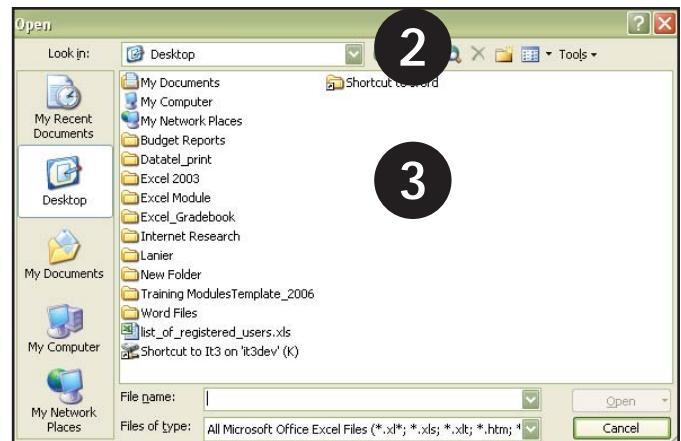 Open
Look in:
Desktop
2
Tools
My Documents
Shortcut to
My Computer
My Network Places
Budget Reports
Datatel_print
Excel 2003
3
Excel Module
Excel_Gradebook
Internet Research
Lanier
New Folder
Training ModulesTemplate_2006
Word Files
list_of_registered_users.xls
Shortcut to It3 on 'it3dev' (K)
My Recent
Documents
Desktop
My Documents
My Computer
My Network
Places
File name:
Open
Files of type:
All Microsoft Office Excel Files (*.xl*; *.xls; *.xlt; *.htm; *
Cancel